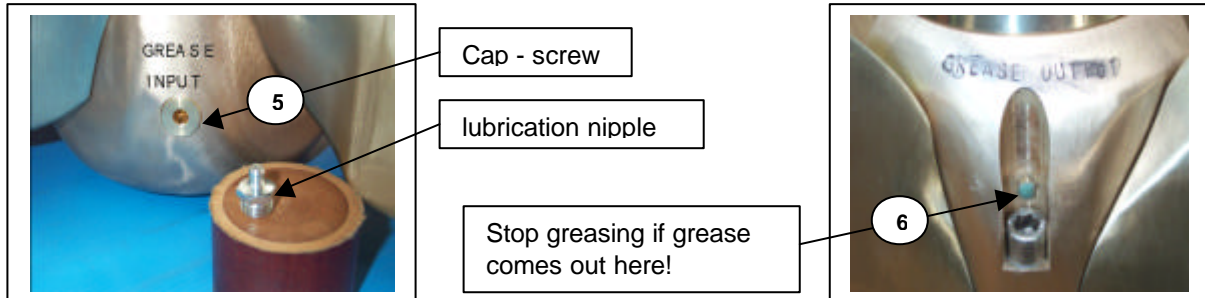 GREASE
INPUT
5
Cap - screw
lubrication nipple
Stop greasing if grease
comes out here!
GREASE OUTPUT
6